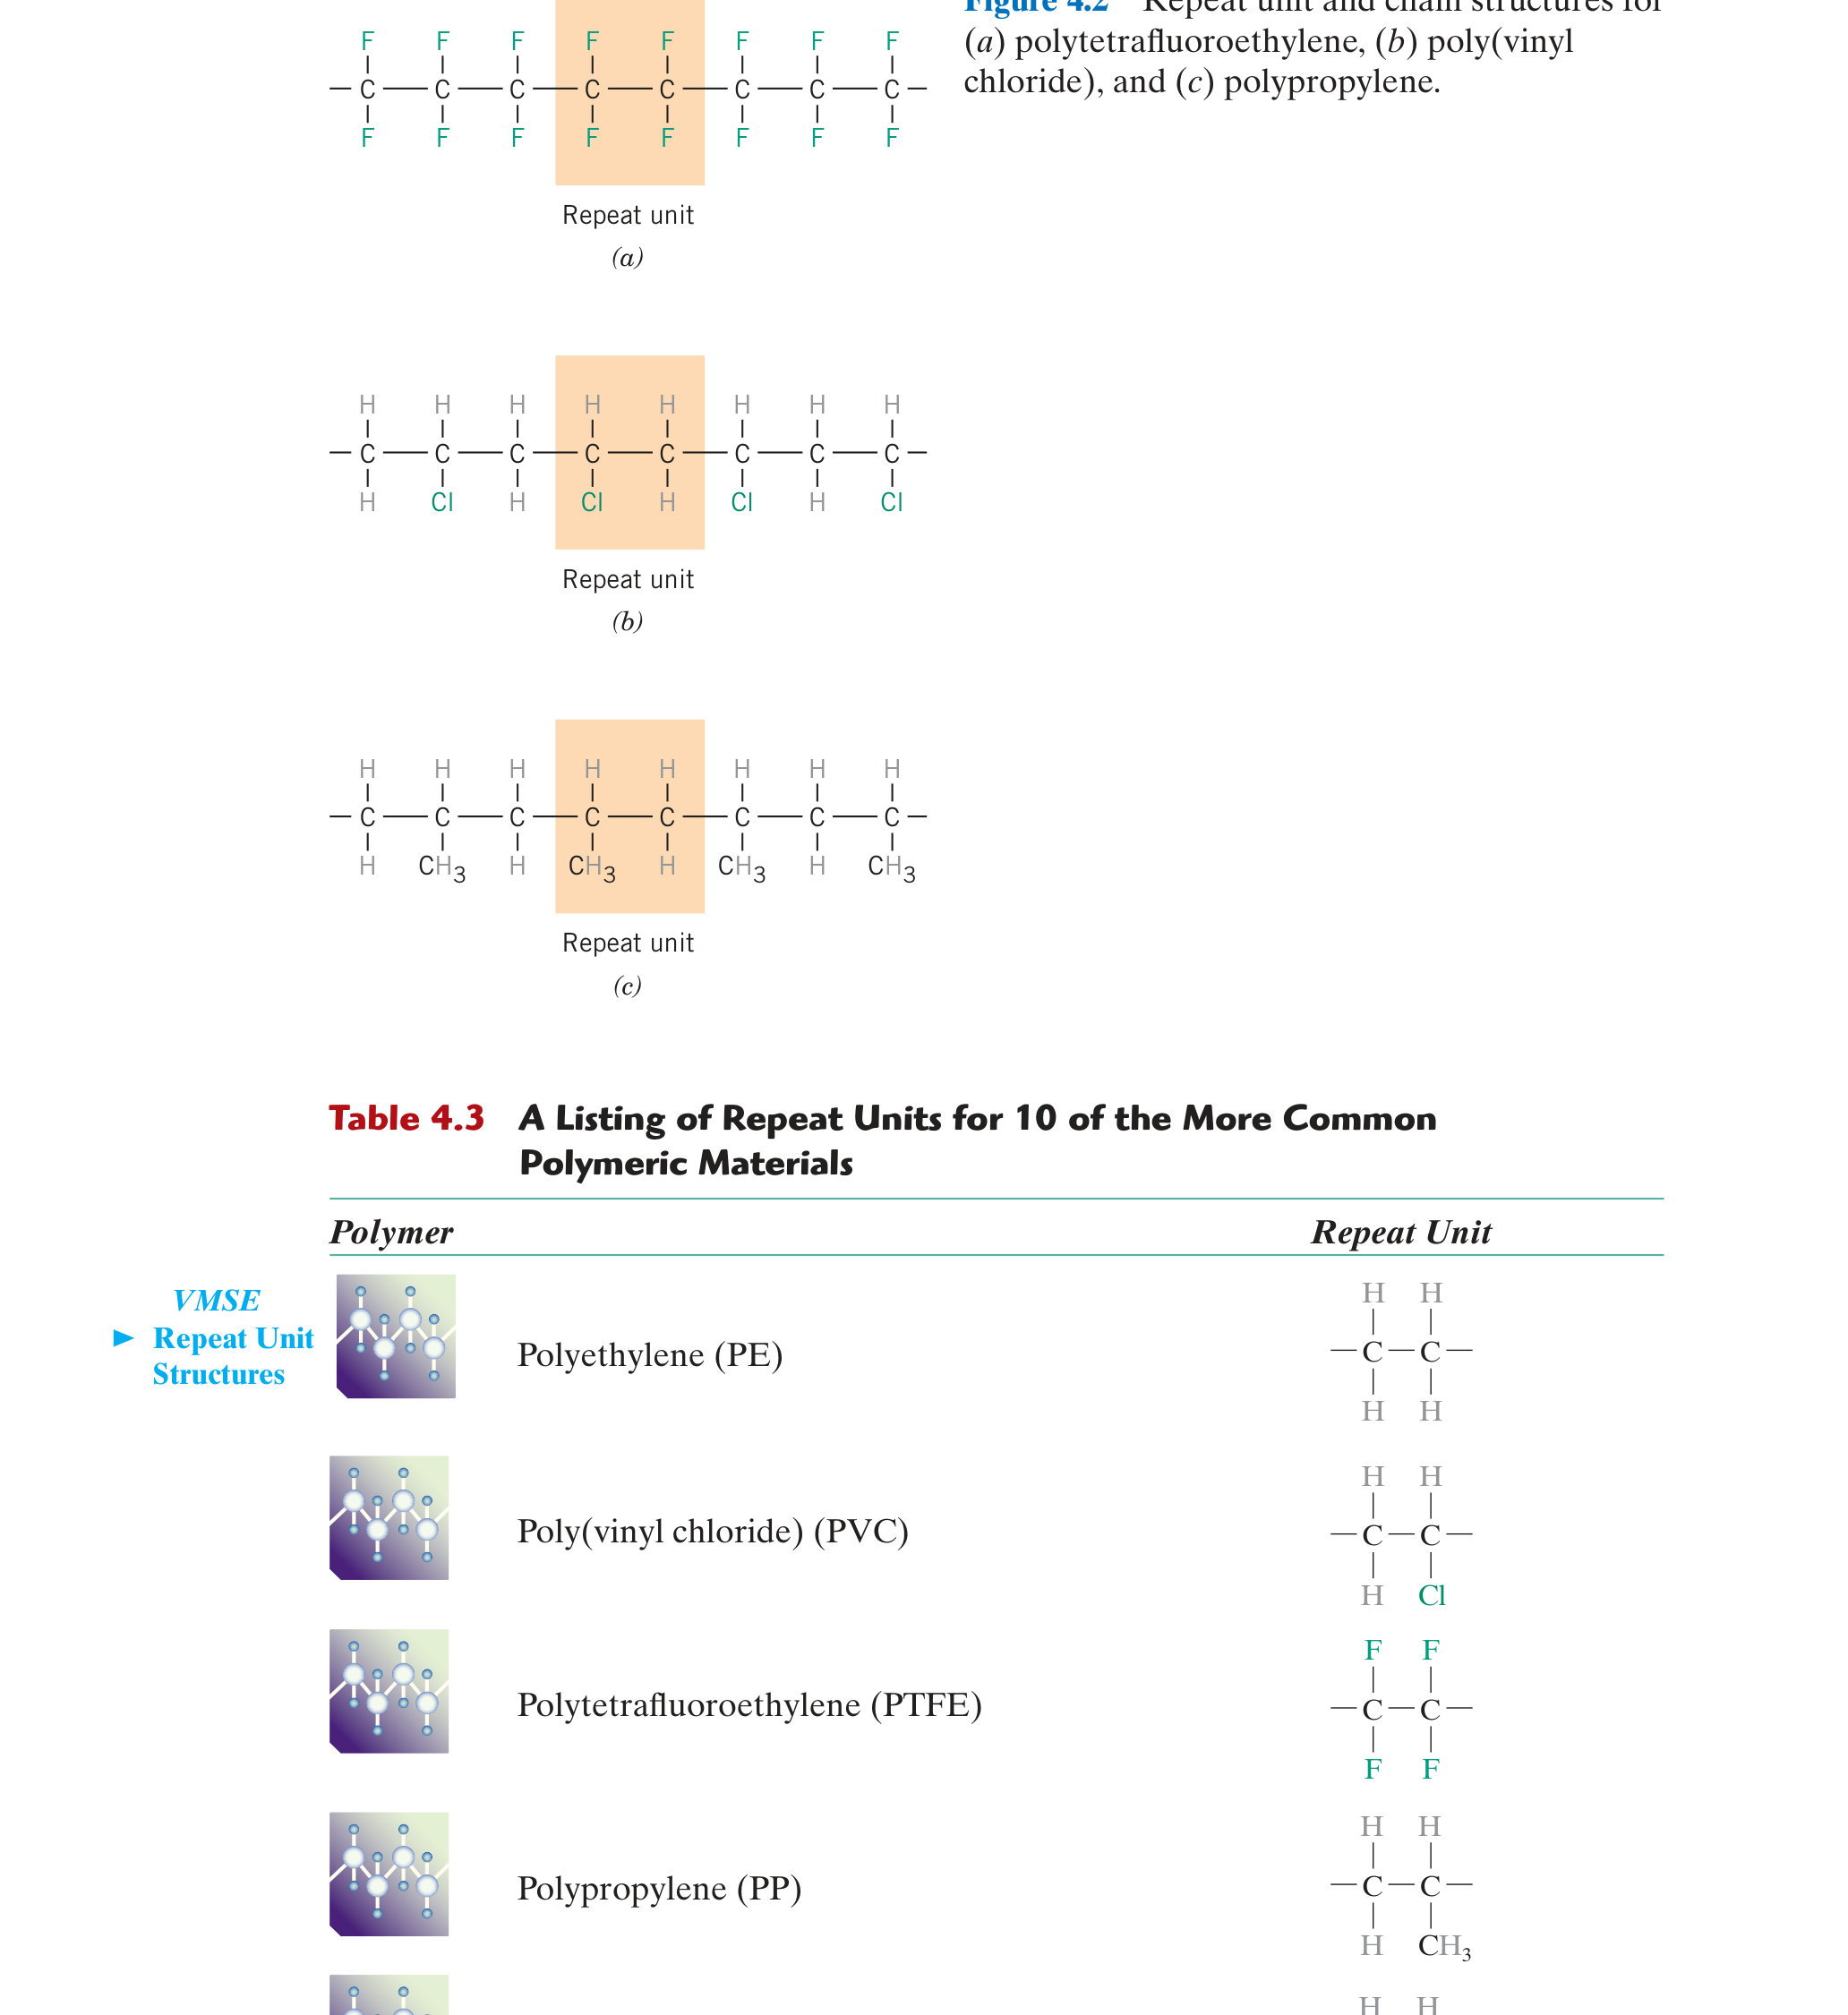 Figure 4.2 Repeat unit and chain structures for
(a) polytetrafluoroethylene, (b) poly(vinyl
chloride), and (c) polypropylene.
F F F F F F F F
C C C C C C C C
F F F F F F F F
Repeat unit
(a)
H H H H H H H H
C C C C C C C C
H Cl H Cl H Cl H Cl
Repeat unit
(b)
H H H H H H H H
C C C C C C C C
H CH3 H CH3 H CH3 H CH3
Repeat unit
(c)
Table 4.3 A Listing of Repeat Units for 10 of the More Common
Polymeric Materials
Polymer Repeat Unit
VMSE
Repeat Unit
Structures
H H
Polyethylene (PE) C C
H H
H H
Poly(vinyl chloride) (PVC) C C
H Cl
F F
Polytetrafluoroethylene (PTFE) C C
F F
H H
Polypropylene (PP) C C
H CH3
H H